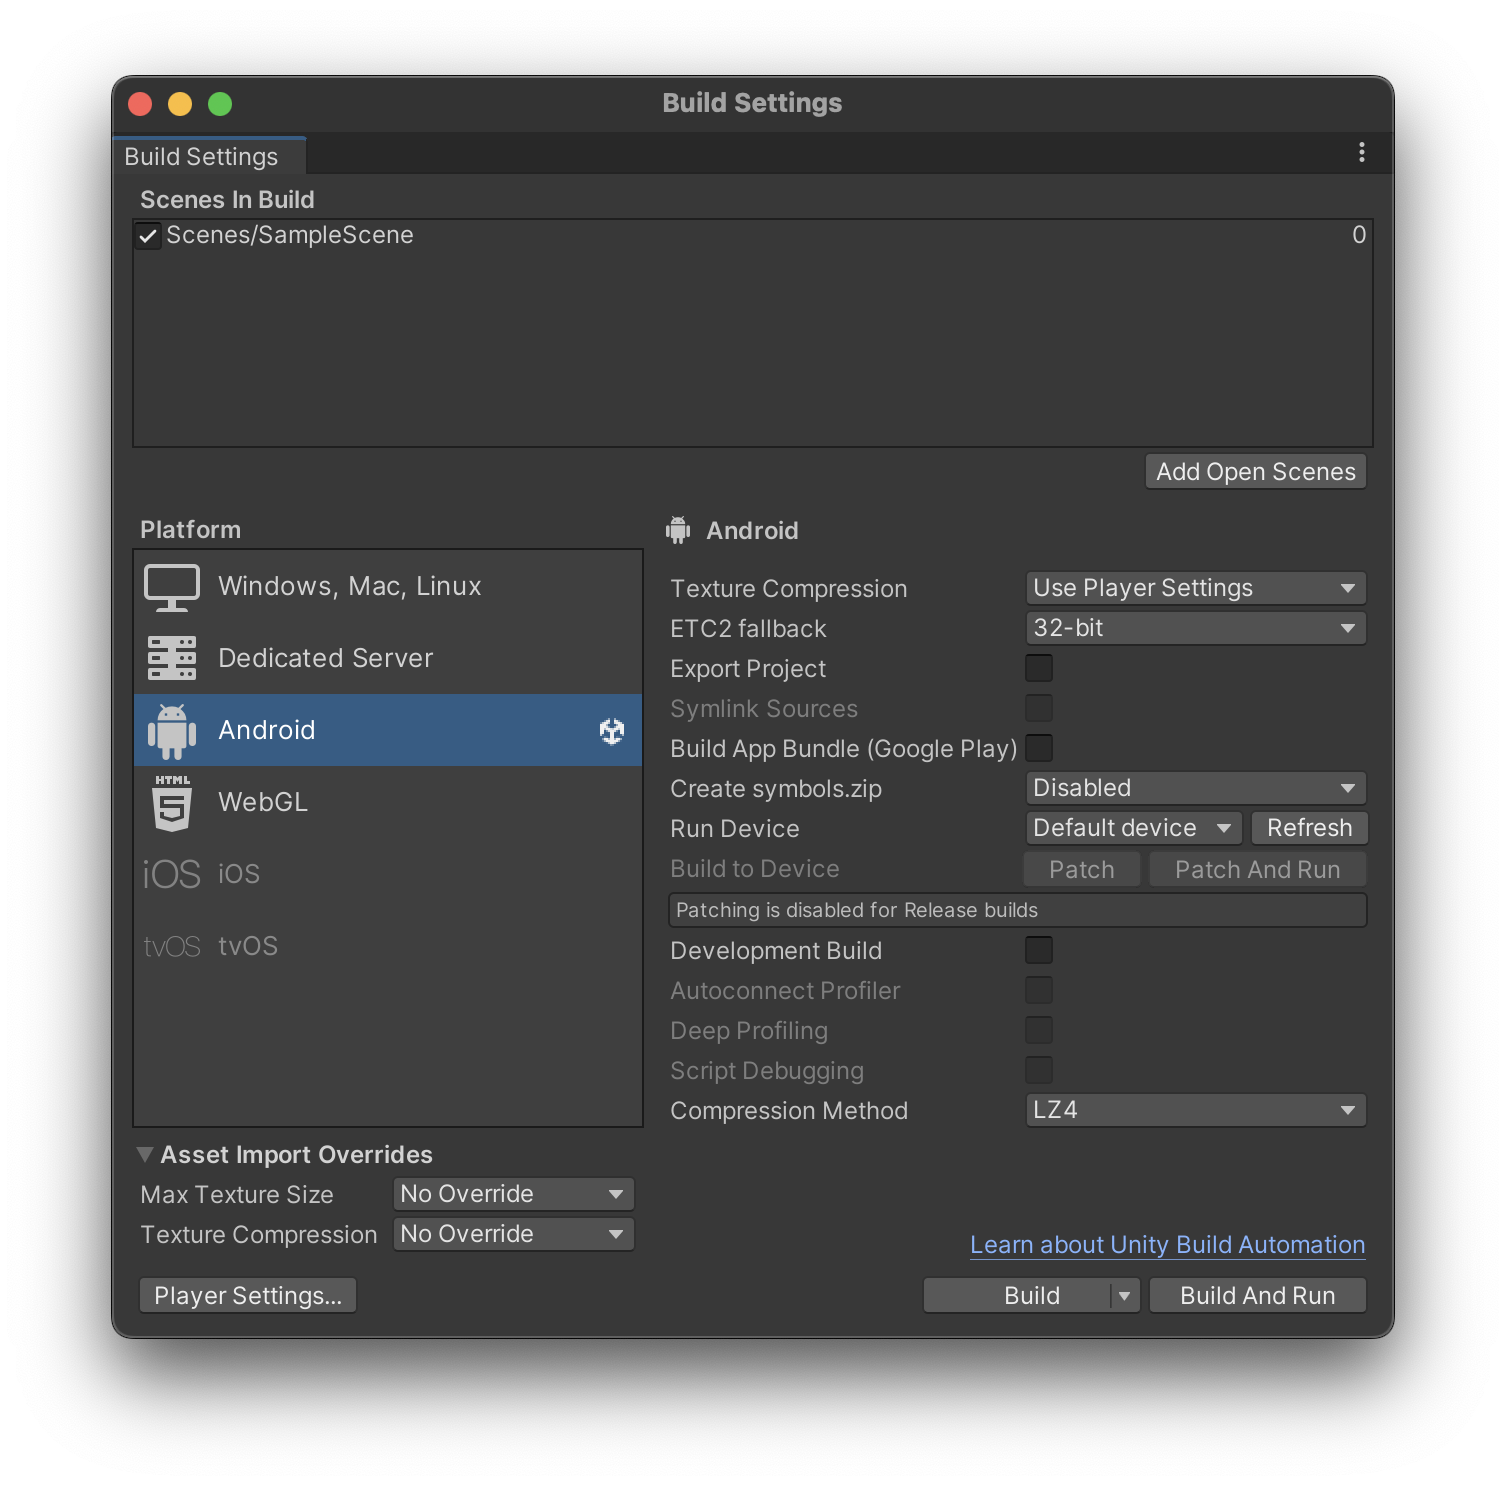 Build Settings
Build Settings
Scenes In Build
Scenes/SampleScene 0
Add Open Scenes
Platform
Windows, Mac, Linux
Dedicated Server
Android
HTML
5
WebGL
iOS iOS
tvOS tvOS
Android
Texture Compression Use Player Settings
ETC2 fallback 32-bit
Export Project
Symlink Sources
Build App Bundle (Google Play)
Create symbols.zip Disabled
Run Device Default device Refresh
Build to Device Patch Patch And Run
Patching is disabled for Release builds
Development Build
Autoconnect Profiler
Deep Profiling
Script Debugging
Compression Method LZ4
Asset Import Overrides
Max Texture Size No Override
Texture Compression No Override
Learn about Unity Build Automation
Player Settings... Build Build And Run